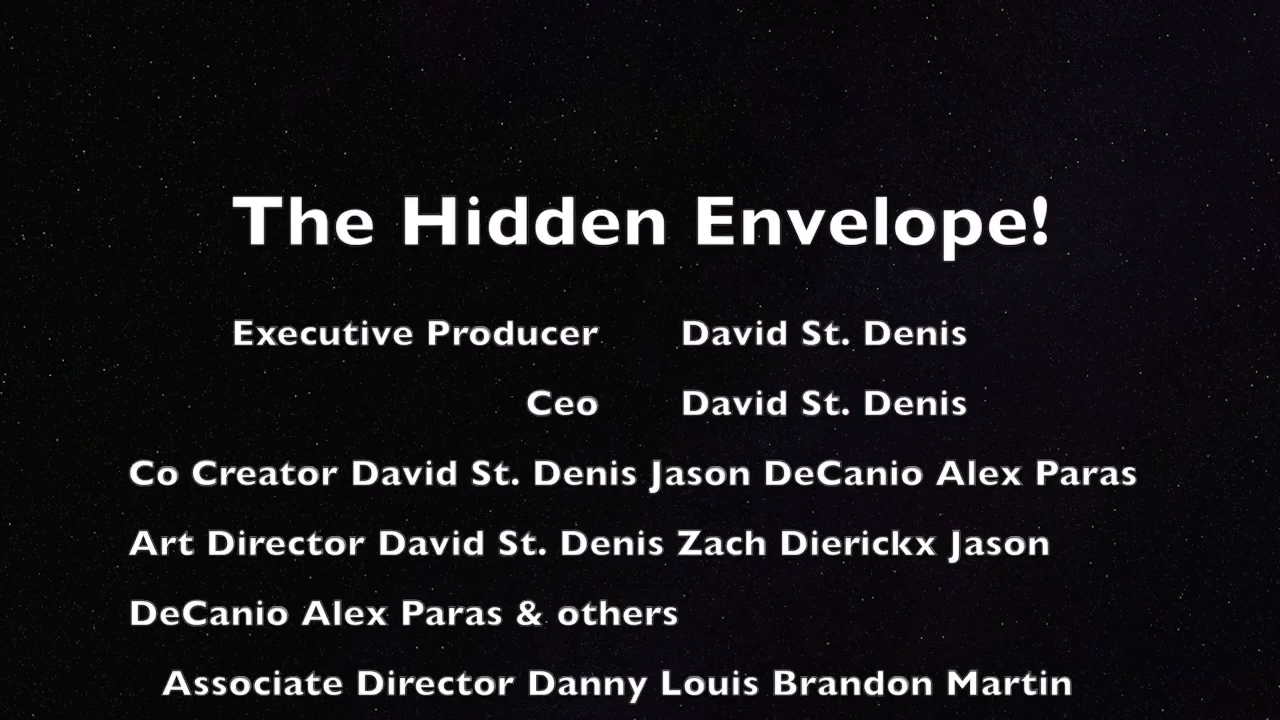 The Hidden Envelope!
Executive Producer David St. Denis
Ceo David St. Denis
Co Creator David St. Denis Jason DeCanio Alex Paras
Art Director David St. Denis Zach Dierickx Jason
DeCanio Alex Paras & others
Associate Director Danny Louis Brandon Martin